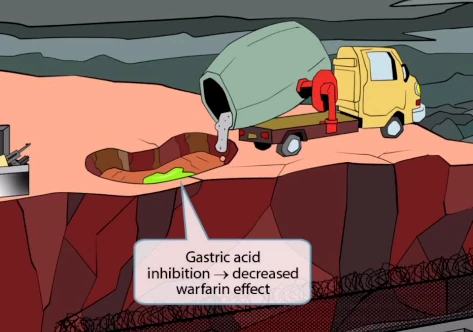 Gastric acid
inhibition → decreased
warfarin effect